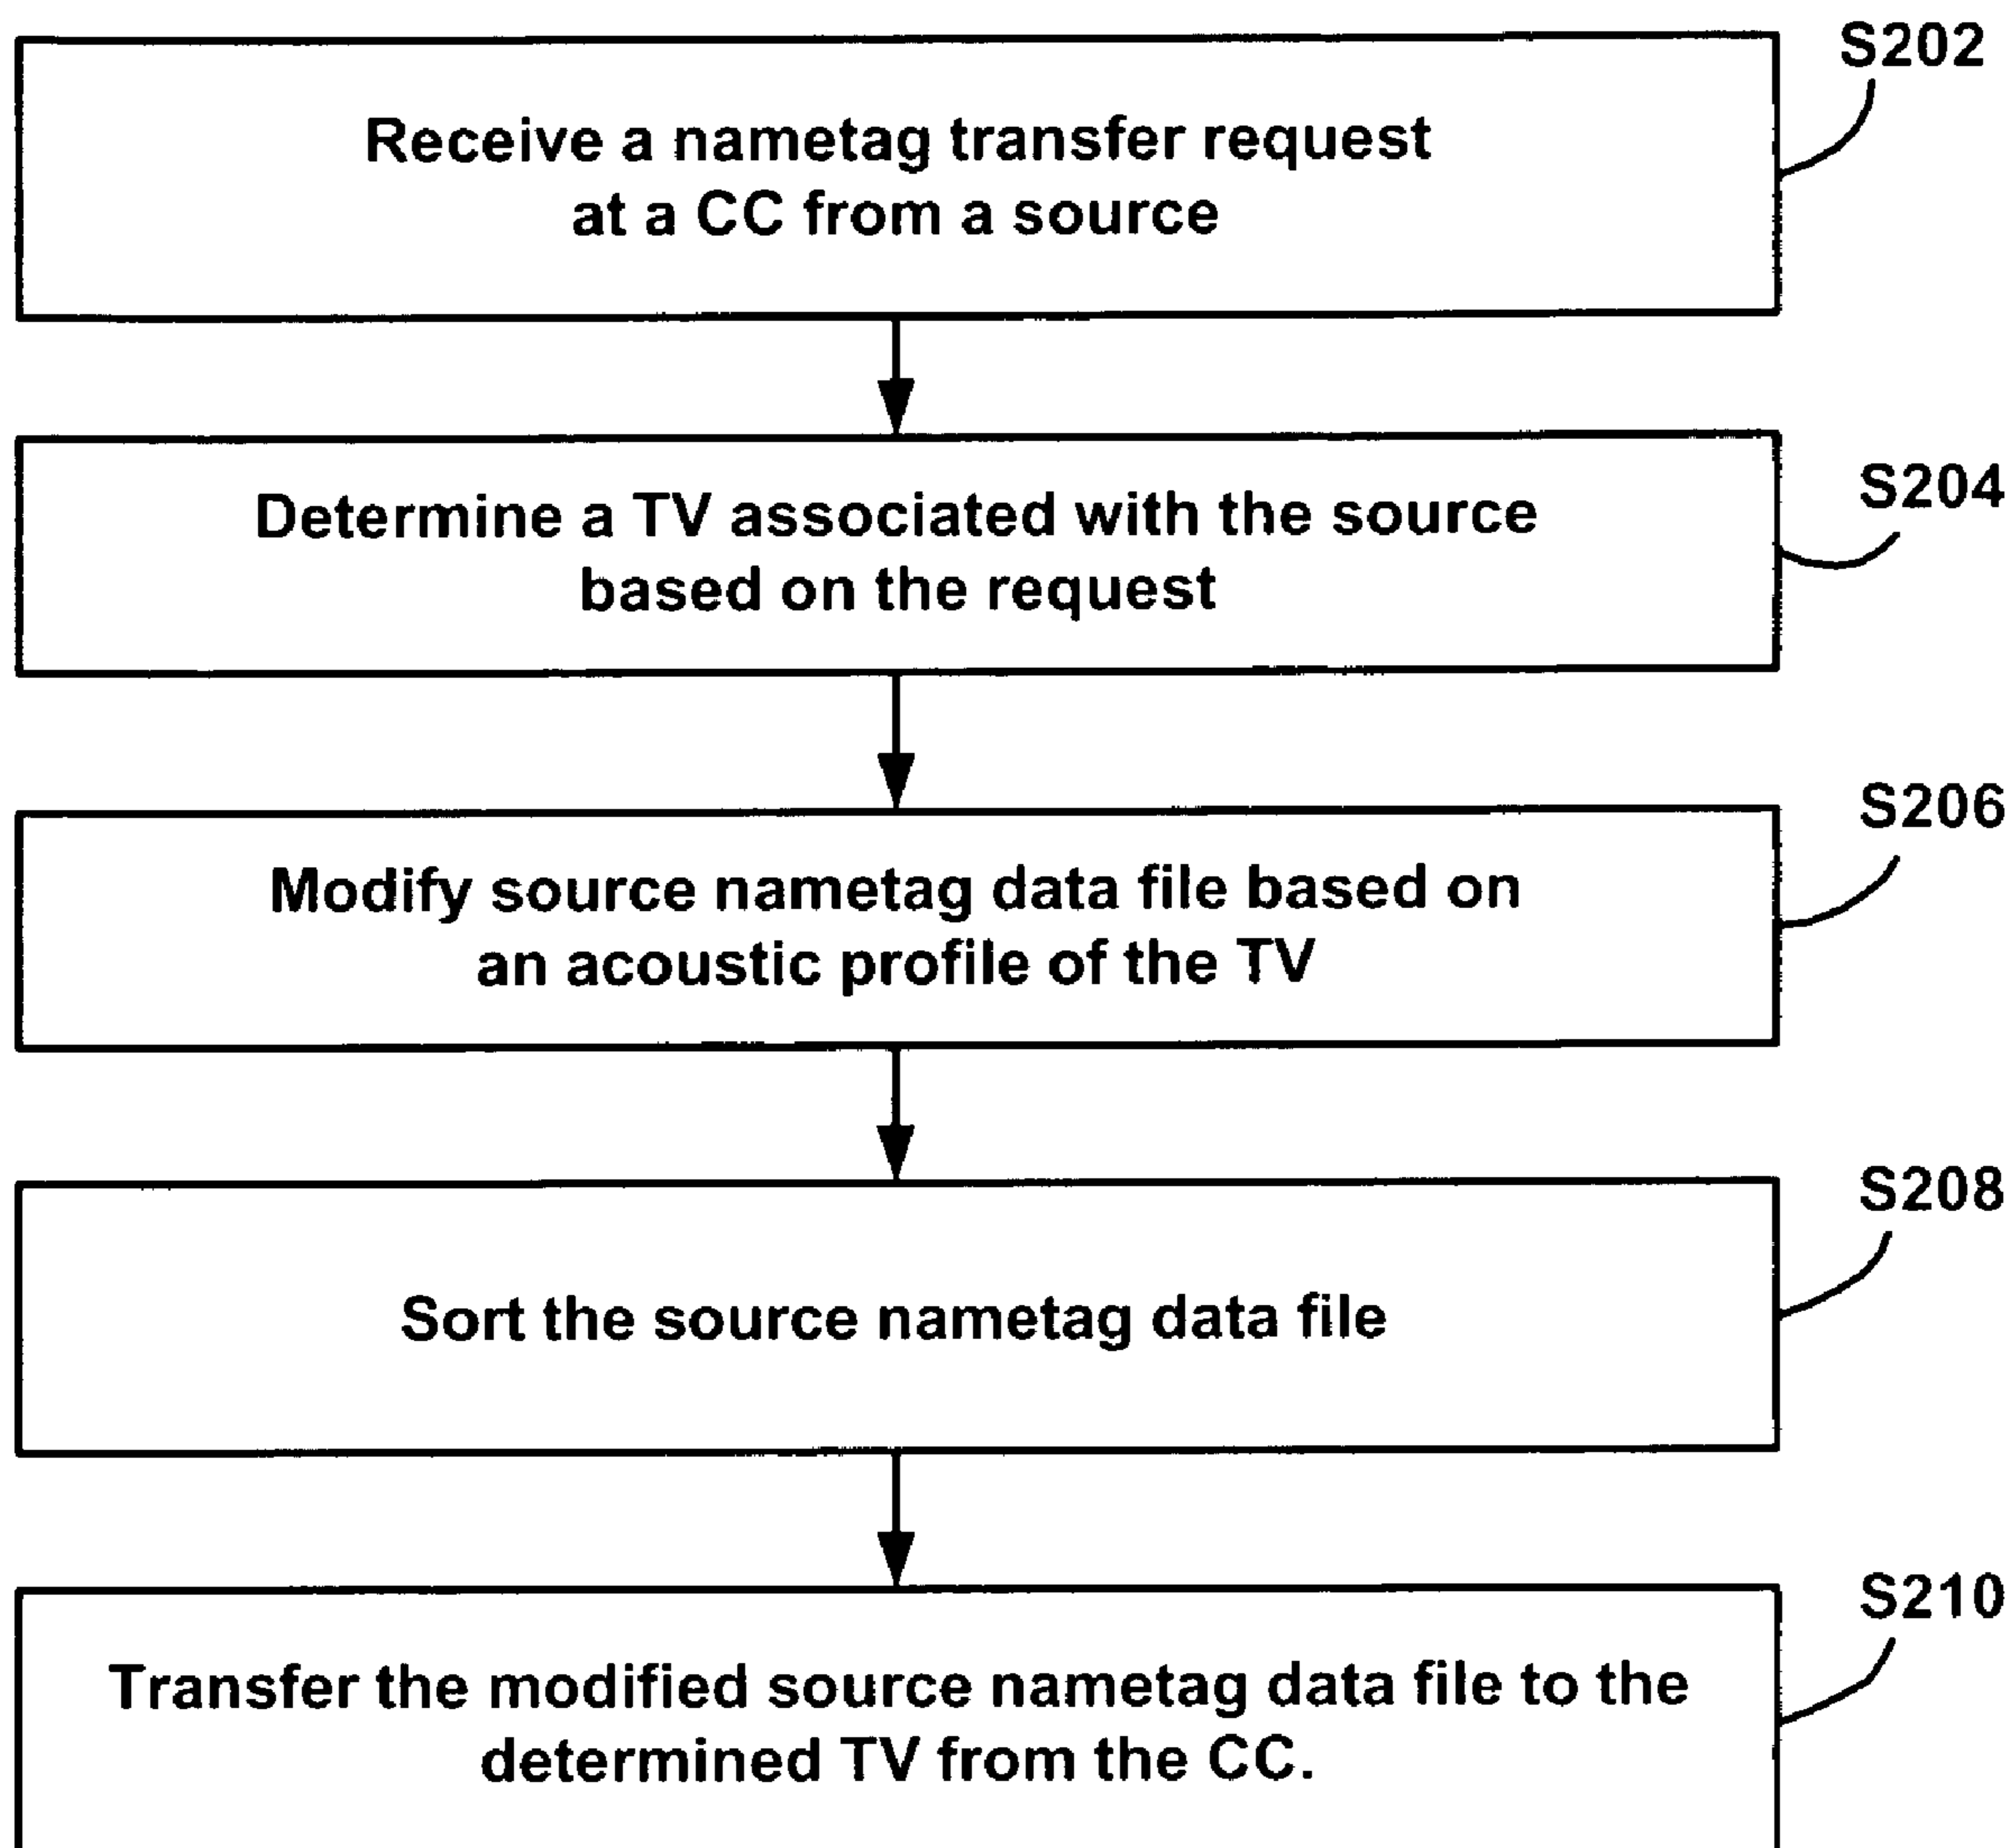 S202
Receive a nametag transfer request
at a CC from a source
S204
Determine a TV associated with the source
based on the request
S206
Modify source nametag data file based on
an acoustic profile of the TV
S208
Sort the source nametag data file
S210
Transfer the modified source nametag data file to the
determined TV from the CC.